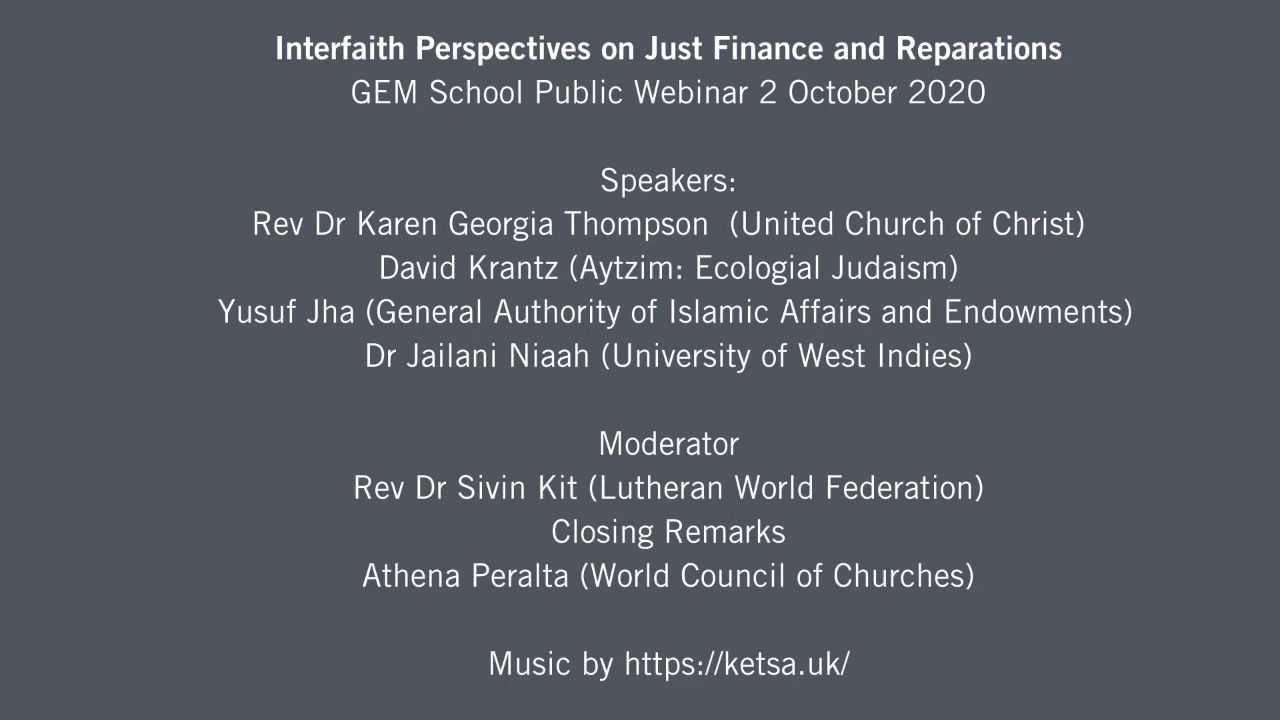 Interfaith Perspectives on Just Finance and Reparations
GEM School Public Webinar 2 October 2020
Speakers:
Rev Dr Karen Georgia Thompson  (United Church of Christ)
David Krantz (Aytzim: Ecologial Judaism)
Yusuf Jha (General Authority of Islamic Affairs and Endowments)
Dr Jailani Niaah (University of West Indies)
Moderator
Rev Dr Sivin Kit (Lutheran World Federation)
Closing Remarks
Athena Peralta (World Council of Churches)
Music by https://ketsa.uk/